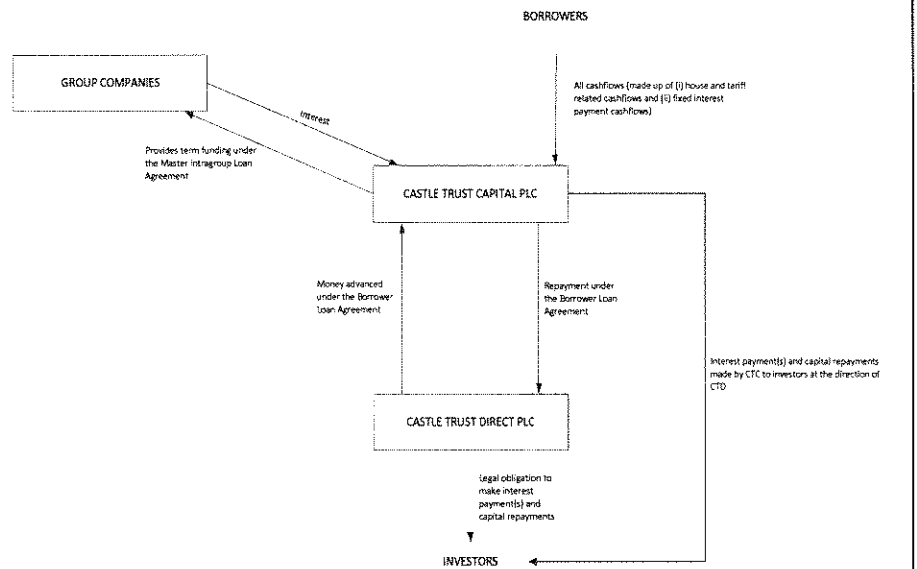 BORROWERS
GROUP COMPANIES
All cashflows (made up of (i) house and tariff
related cashflows and (ii) fixed interest
payment cashflows)
Interest
Provides term funding under
the Master Intragroup Loan
Agreement
CASTLE TRUST CAPITAL PLC
Money advanced
under the Borrower
Loan Agreement
Repayment under
the Borrower Loan
Agreement
Interest payment(s) and capital repayments
made by CTC to investors at the direction of
CTD
CASTLE TRUST DIRECT PLC
Legal obligation to
make interest
payment(s) and
capital repayments
INVESTORS